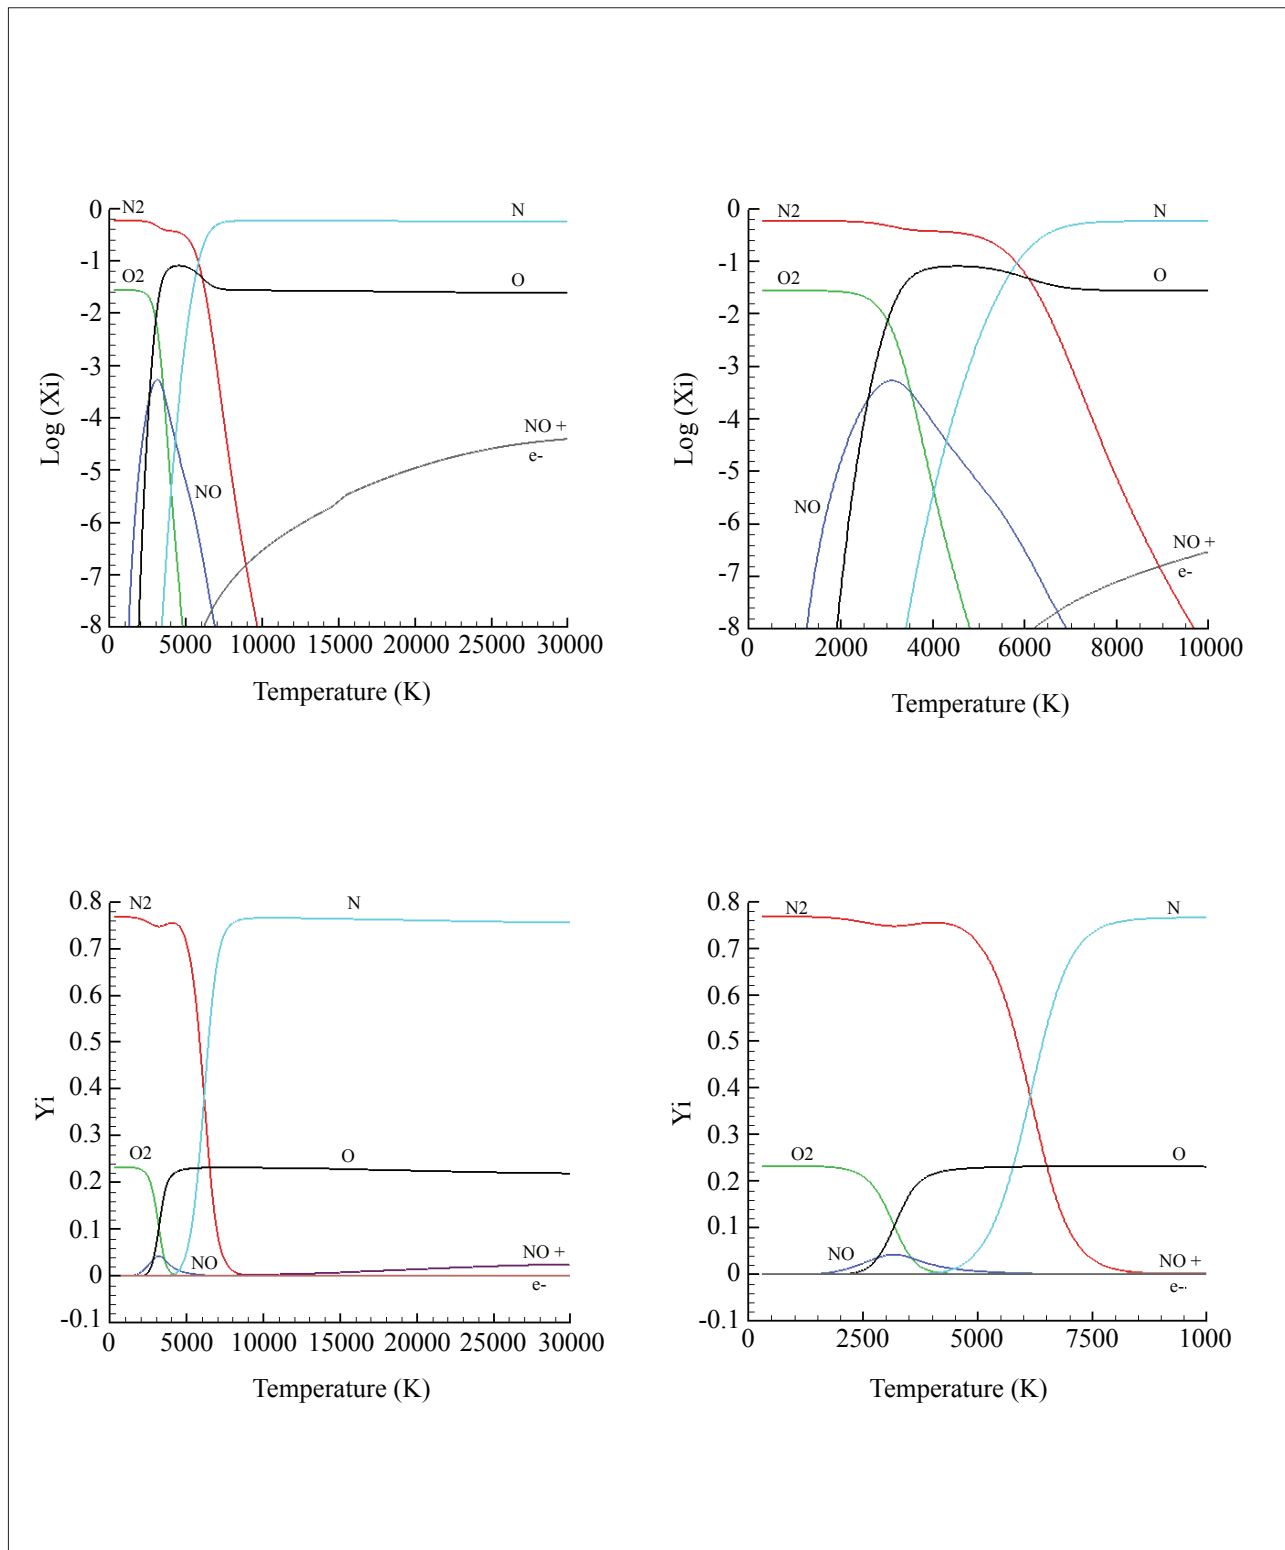 0
-1
-2
-3
-4
-5
-6
-7
-8
Log (Xi)
N2
O2
N
O
NO
NO +
e-
0 5000 10000 15000 20000 25000 30000
Temperature (K)
0
-1
-2
-3
-4
-5
-6
-7
-8
Log (Xi)
N2
O2
N
O
NO
NO +
e-
0 2000 4000 6000 8000 10000
Temperature (K)
0.8
0.7
0.6
0.5
0.4
0.3
0.2
0.1
0
-0.1
Yi
N2
N
O2
O
NO
NO +
e-
0 5000 10000 15000 20000 25000 30000
Temperature (K)
0.8
0.7
0.6
0.5
0.4
0.3
0.2
0.1
0
-0.1
Yi
N2
N
O2
O
NO
NO +
e-
0 2500 5000 7500 1000
Temperature (K)